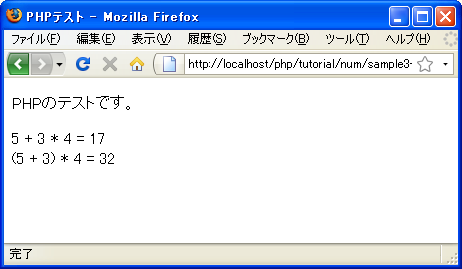 PHPテスト - Mozilla Firefox
ファイル(F) 編集(E) 表示(V) 履歴(S) ブックマーク(B) ツール(T) ヘルプ(H)
http://localhost/php/tutorial/num/sample3-
PHPのテストです。
5 + 3 * 4 = 17
(5 + 3) * 4 = 32
完了